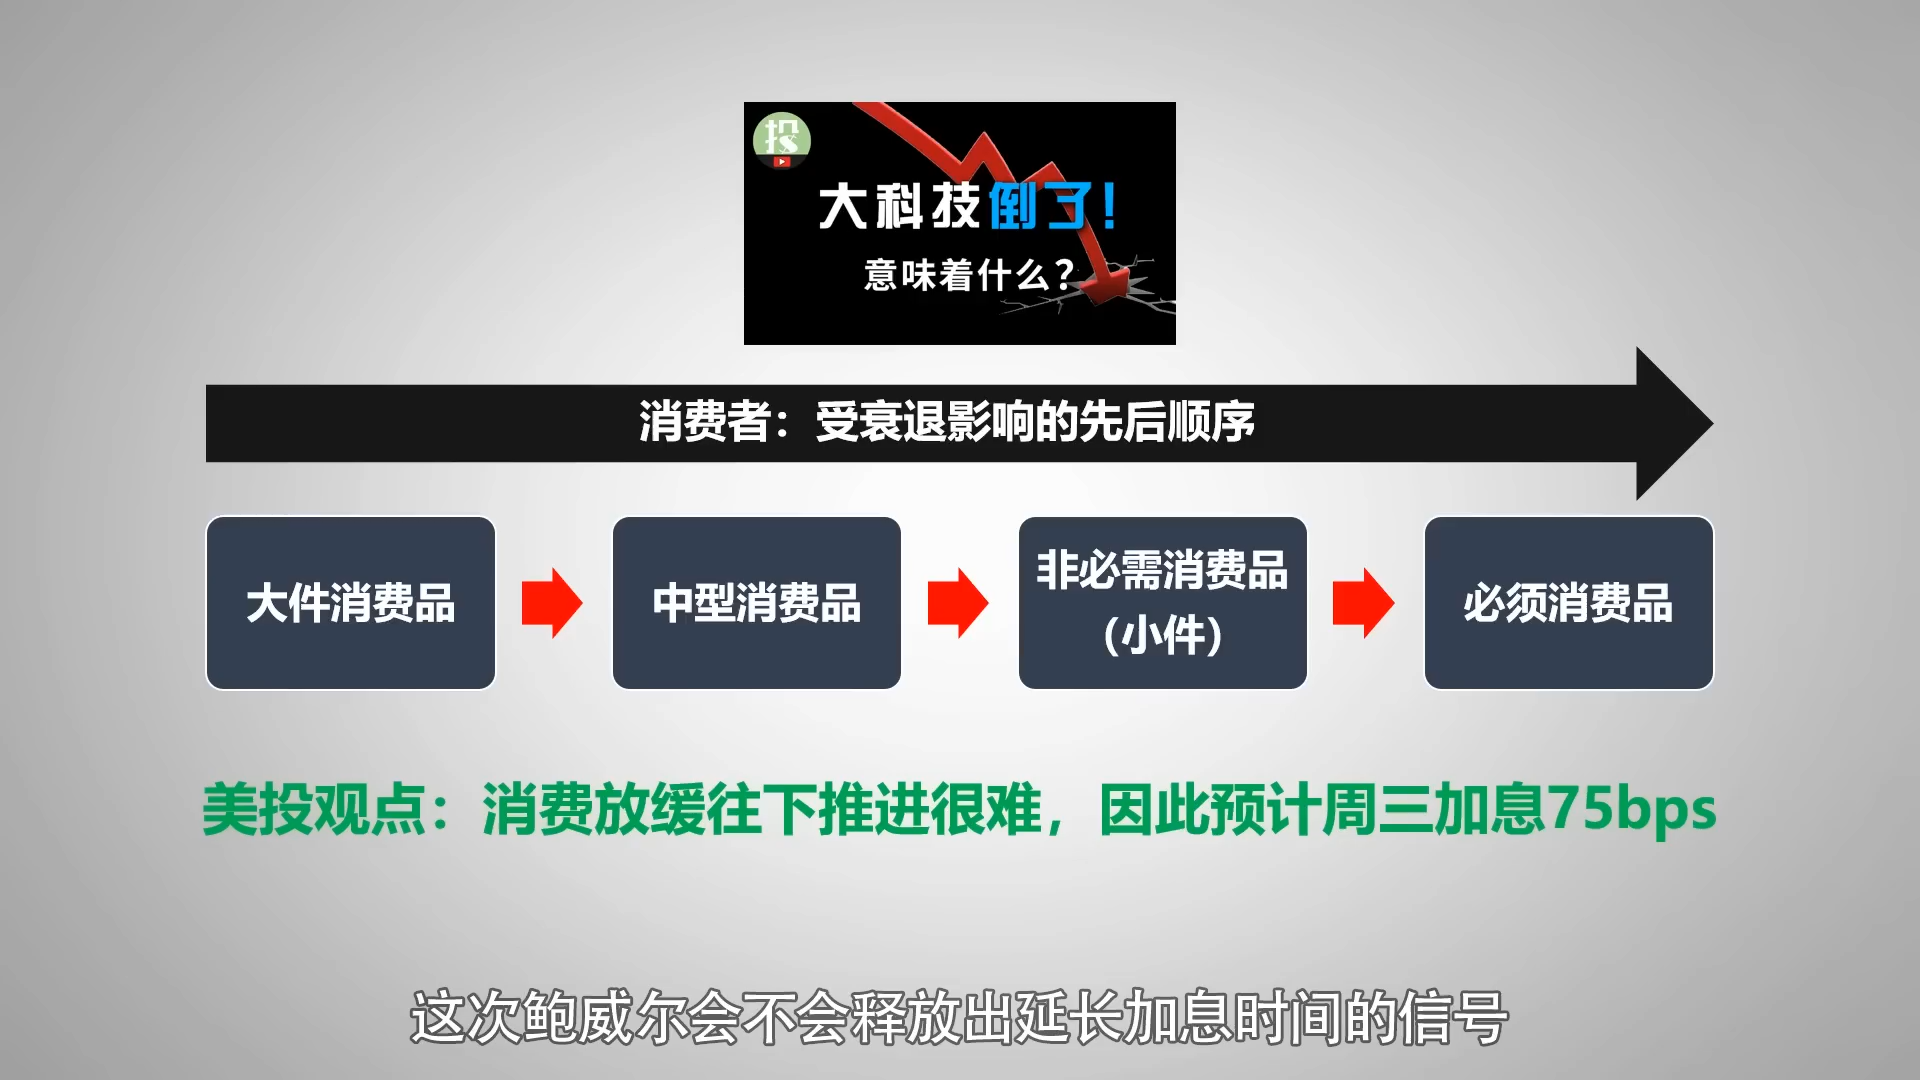 投
大科技倒了!
意味着什么?
消费者：受衰退影响的先后顺序
大件消费品
中型消费品
非必需消费品
（小件）
必须消费品
美投观点：消费放缓往下推进很难，因此预计周三加息75bps
这次鲍威尔会不会释放出延长加息时间的信号